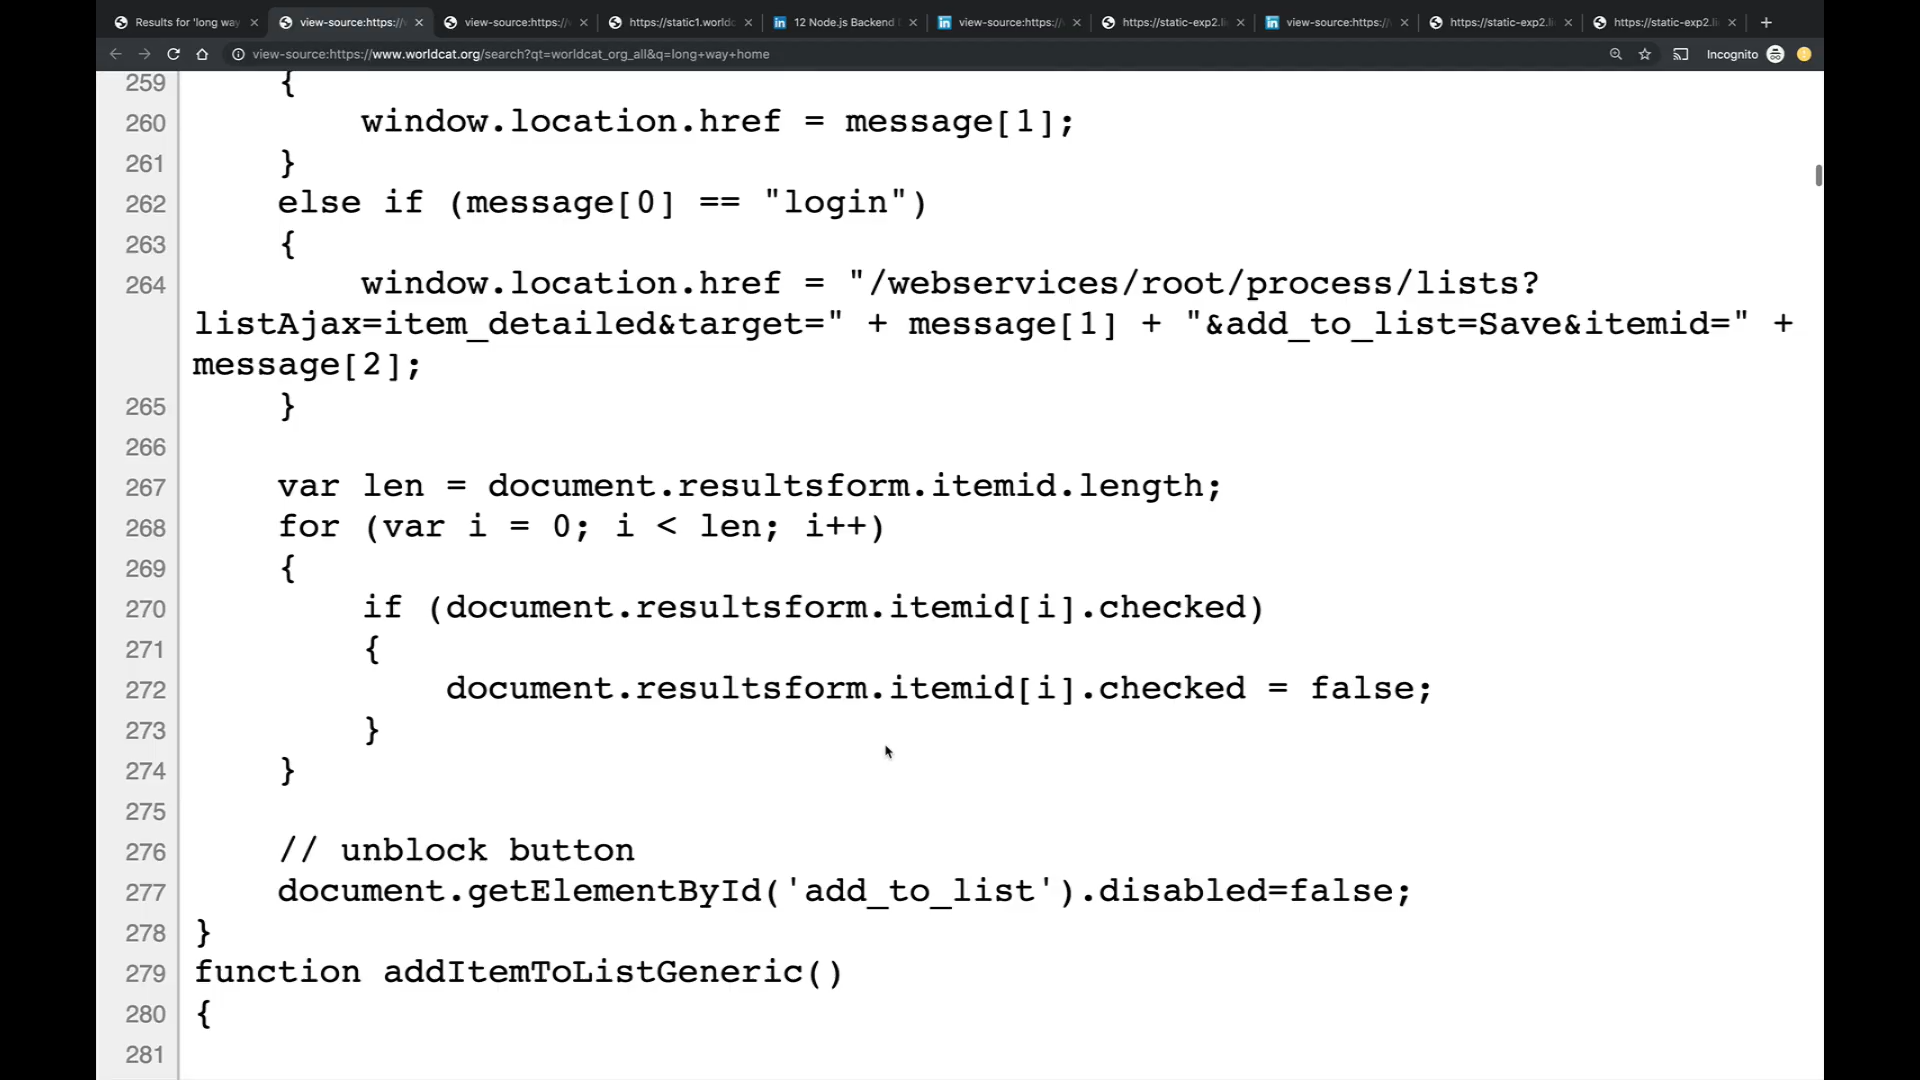 Results for 'long way
view-source:https://
view-source:https:/
https://static1.world
12 Node.js Backend
view-source:https:/
https://static-exp2.li
view-source:https:/
https://static-exp2.li
https://static-exp2.li
view-source:https://www.worldcat.org/search?qt=worldcat_org_all&q=long+way+home
Incognito
259 {
260 window.location.href = message[1];
261 }
262 else if (message[0] == "login")
263 {
264 window.location.href = "/webservices/root/process/lists?
listAjax=item_detailed&target=" + message[1] + "&add_to_list=Save&itemid=" +
message[2];
265 }
266
267 var len = document.resultsform.itemid.length;
268 for (var i = 0; i < len; i++)
269 {
270 if (document.resultsform.itemid[i].checked)
271 {
272 document.resultsform.itemid[i].checked = false;
273 }
274 }
275
276 // unblock button
277 document.getElementById('add_to_list').disabled=false;
278 }
279 function addItemToListGeneric()
280 {
281